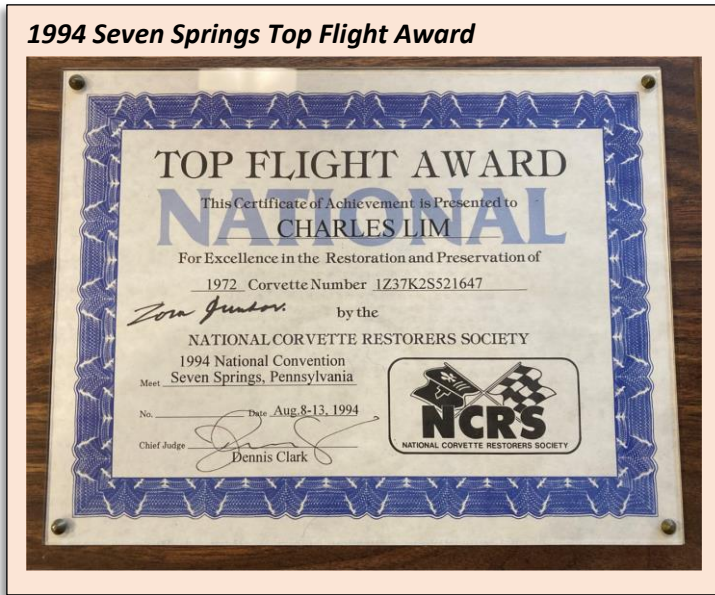 1994 Seven Springs Top Flight Award
TOP FLIGHT AWARD
NATIONAL
This Certificate of Achievement is Presented to
CHARLES LIM
For Excellence in the Restoration and Preservation of
1972 Corvette Number 1Z37K2S521647
by the
NATIONAL CORVETTE RESTORERS SOCIETY
1994 National Convention
Meet Seven Springs, Pennsylvania
No. Date Aug.8-13, 1994
Chief Judge
Dennis Clark
NCRS
NATIONAL CORVETTE RESTORERS SOCIETY